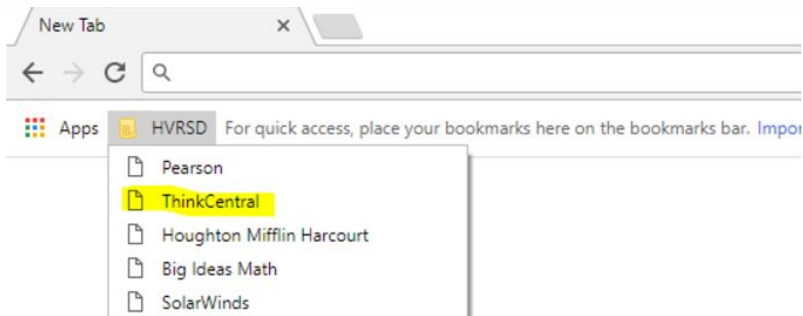 New Tab
Apps HVRSD For quick access, place your bookmarks here on the bookmarks bar.
Pearson
ThinkCentral
Houghton Mifflin Harcourt
Big Ideas Math
SolarWinds